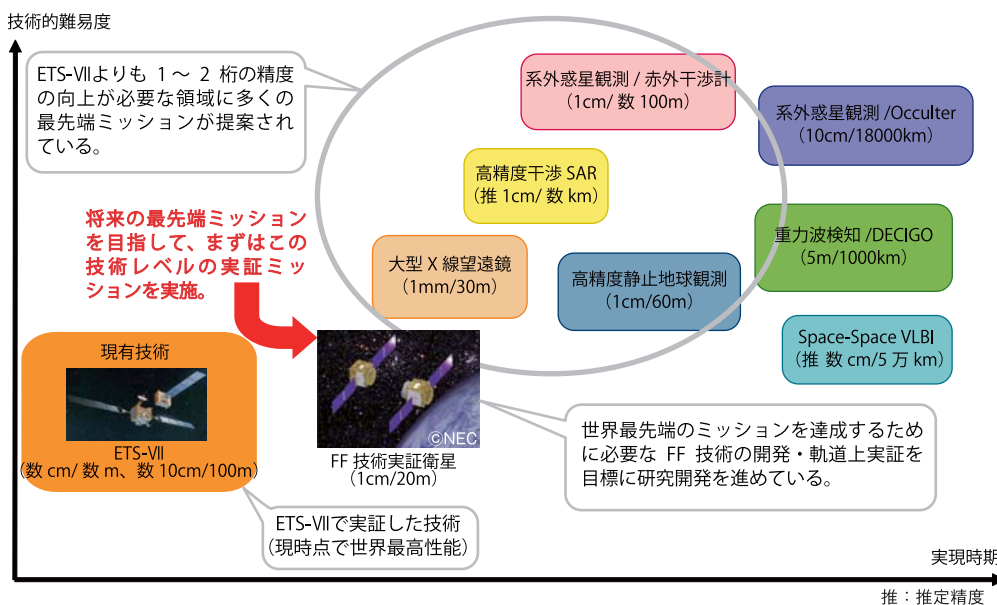 技術的難易度
ETS-VIIよりも 1～ 2 桁の精度
の向上が必要な領域に多くの
最先端ミッションが提案され
ている。
系外惑星観測 / 赤外干渉計
(1cm/ 数 100m)
系外惑星観測 /Occulter
(10cm/18000km)
高精度干渉 SAR
(推 1cm/ 数 km)
将来の最先端ミッション
を目指して、まずはこの
技術レベルの実証ミッ
ションを実施。
大型 X 線望遠鏡
(1mm/30m)
高精度静止地球観測
(1cm/60m)
重力波検知 /DECIGO
(5m/1000km)
Space-Space VLBI
(推 数 cm/5 万 km)
現有技術
ETS-VII
(数 cm/ 数 m、数 10cm/100m)
©NEC
FF 技術実証衛星
(1cm/20m)
世界最先端のミッションを達成するため
に必要な FF 技術の開発・軌道上実証を
目標に研究開発を進めている。
ETS-VIIで実証した技術
(現時点で世界最高性能)
実現時期
推：推定精度